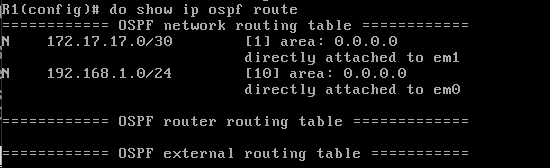 R1(config)# do show ip ospf route
============ OSPF network routing table ============
N    172.17.17.0/30        [1] area: 0.0.0.0
                           directly attached to em1
N    192.168.1.0/24        [10] area: 0.0.0.0
                           directly attached to em0
============ OSPF router routing table =============
============ OSPF external routing table ===========